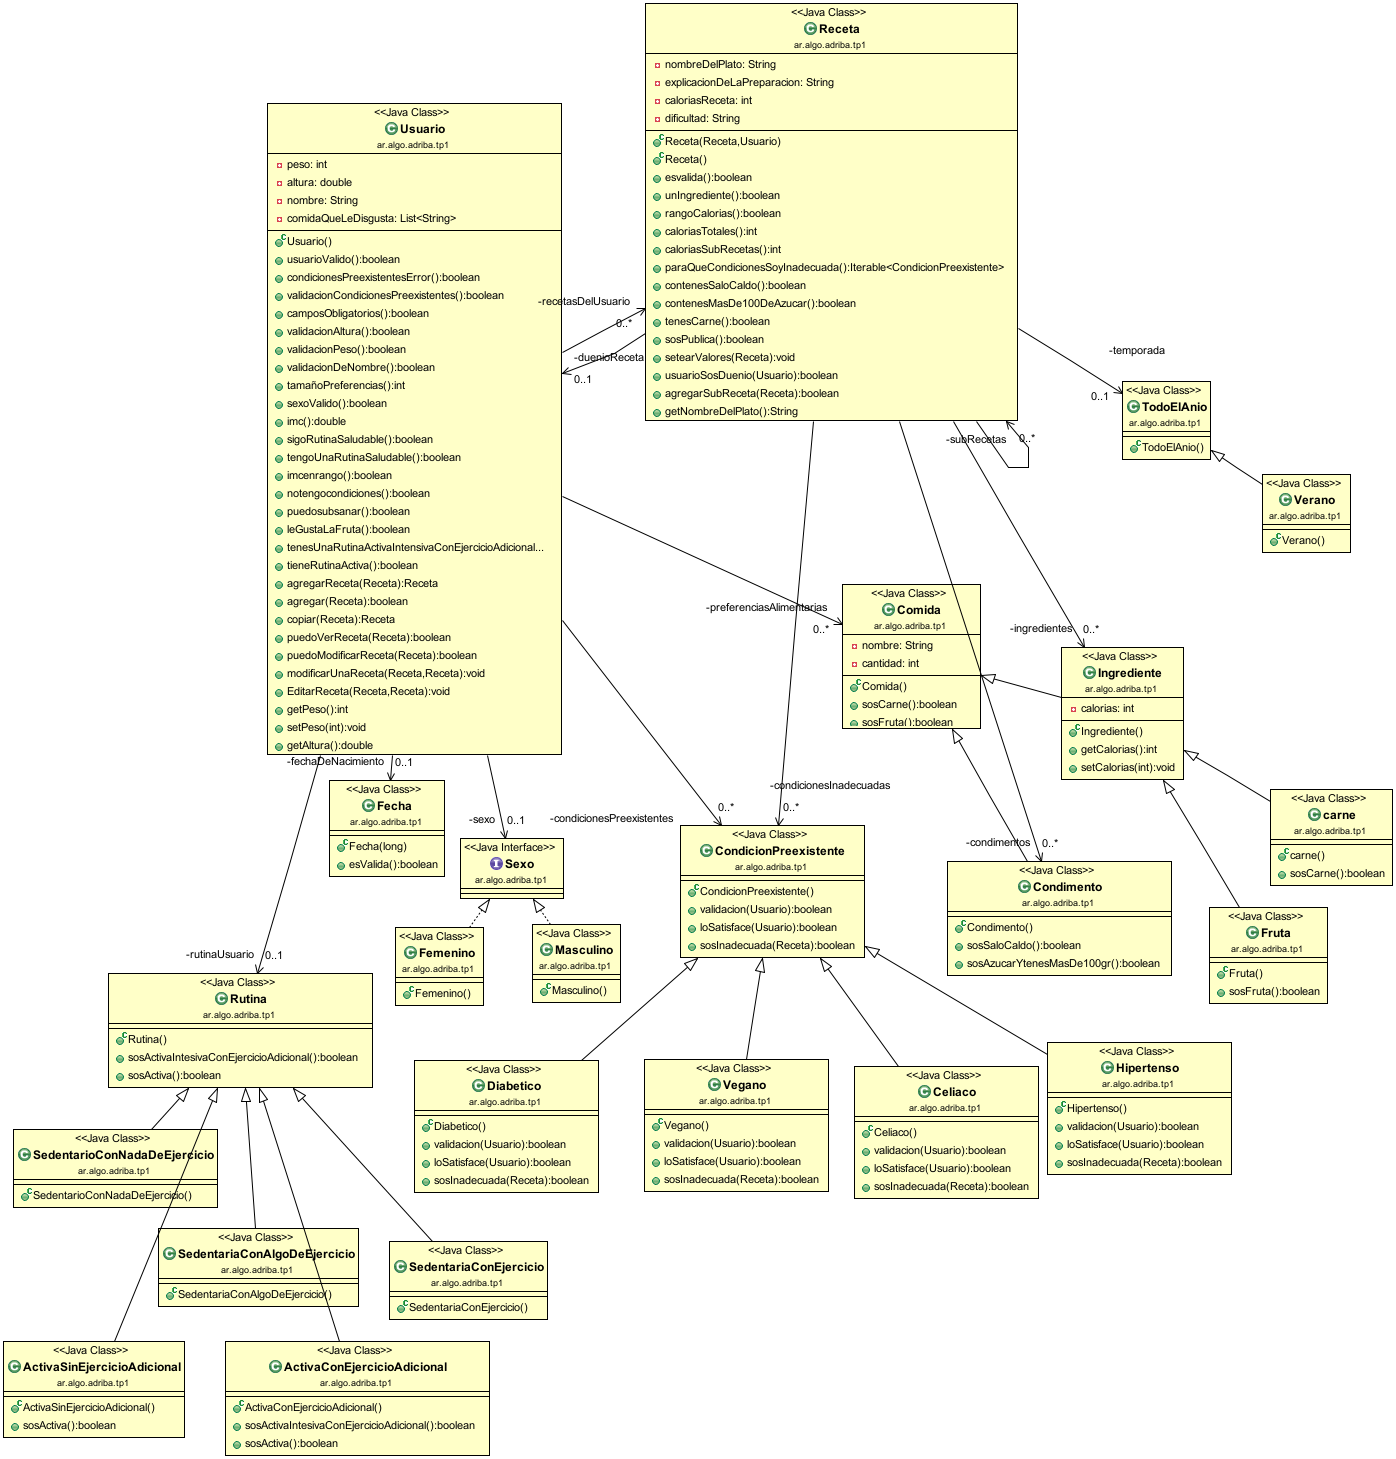 <<Java Class>>
Receta
ar.algo.adriba.tp1
nombreDelPlato: String
explicacionDeLaPreparacion: String
caloriasReceta: int
dificultad: String
Receta(Receta,Usuario)
Receta()
esvalida():boolean
unIngrediente():boolean
rangoCalorias():boolean
caloriasTotales():int
caloriasSubRecetas():int
paraQueCondicionesSoyInadecuada():Iterable<CondicionPreexistente>
contenesSaloCaldo():boolean
contenesMasDe100DeAzucar():boolean
tenesCarne():boolean
sosPublica():boolean
setearValores(Receta):void
usuarioSosDuenio(Usuario):boolean
agregarSubReceta(Receta):boolean
getNombreDelPlato():String
<<Java Class>>
Usuario
ar.algo.adriba.tp1
peso: int
altura: double
nombre: String
comidaQueLeDisgusta: List<String>
Usuario()
usuarioValido():boolean
condicionesPreexistentesError():boolean
validacionCondicionesPreexistentes():boolean
camposObligatorios():boolean
validacionAltura():boolean
validacionPeso():boolean
validacionDeNombre():boolean
tamañoPreferencias():int
sexoValido():boolean
imc():double
sigoRutinaSaludable():boolean
tengoUnaRutinaSaludable():boolean
imcenrango():boolean
notengocondiciones():boolean
puedosubsanar():boolean
leGustaLaFruta():boolean
tenesUnaRutinaActivaIntensivaConEjercicioAdicional...
tieneRutinaActiva():boolean
agregarReceta(Receta):Receta
agregar(Receta):boolean
copiar(Receta):Receta
puedoVerReceta(Receta):boolean
puedoModificarReceta(Receta):boolean
modificarUnaReceta(Receta,Receta):void
EditarReceta(Receta,Receta):void
getPeso():int
setPeso(int):void
getAltura():double
-recetasDelUsuario
0..*
-duenioReceta
0..1
-temporada
0..1
<<Java Class>>
TodoElAnio
ar.algo.adriba.tp1
TodoElAnio()
<<Java Class>>
Verano
ar.algo.adriba.tp1
Verano()
-subRecetas
0..*
-preferenciasAlimentarias
0..*
<<Java Class>>
Comida
ar.algo.adriba.tp1
nombre: String
cantidad: int
Comida()
sosCarne():boolean
sosFruta():boolean
-ingredientes
0..*
<<Java Class>>
Ingrediente
ar.algo.adriba.tp1
calorias: int
Ingrediente()
getCalorias():int
setCalorias(int):void
<<Java Class>>
carne
ar.algo.adriba.tp1
carne()
sosCarne():boolean
<<Java Class>>
Fruta
ar.algo.adriba.tp1
Fruta()
sosFruta():boolean
-condimentos
0..*
<<Java Class>>
Condimento
ar.algo.adriba.tp1
Condimento()
sosSaloCaldo():boolean
sosAzucarYtenesMasDe100gr():boolean
-fechaDeNacimiento
0..1
<<Java Class>>
Fecha
ar.algo.adriba.tp1
Fecha(long)
esValida():boolean
-sexo
0..1
<<Java Interface>>
Sexo
ar.algo.adriba.tp1
<<Java Class>>
Femenino
ar.algo.adriba.tp1
Femenino()
<<Java Class>>
Masculino
ar.algo.adriba.tp1
Masculino()
-condicionesPreexistentes
0..*
-condicionesInadecuadas
0..*
<<Java Class>>
CondicionPreexistente
ar.algo.adriba.tp1
CondicionPreexistente()
validacion(Usuario):boolean
loSatisface(Usuario):boolean
sosInadecuada(Receta):boolean
-rutinaUsuario
0..1
<<Java Class>>
Rutina
ar.algo.adriba.tp1
Rutina()
sosActivaIntesivaConEjercicioAdicional():boolean
sosActiva():boolean
<<Java Class>>
Diabetico
ar.algo.adriba.tp1
Diabetico()
validacion(Usuario):boolean
loSatisface(Usuario):boolean
sosInadecuada(Receta):boolean
<<Java Class>>
Vegano
ar.algo.adriba.tp1
Vegano()
validacion(Usuario):boolean
loSatisface(Usuario):boolean
sosInadecuada(Receta):boolean
<<Java Class>>
Celiaco
ar.algo.adriba.tp1
Celiaco()
validacion(Usuario):boolean
loSatisface(Usuario):boolean
sosInadecuada(Receta):boolean
<<Java Class>>
Hipertenso
ar.algo.adriba.tp1
Hipertenso()
validacion(Usuario):boolean
loSatisface(Usuario):boolean
sosInadecuada(Receta):boolean
<<Java Class>>
SedentarioConNadaDeEjercicio
ar.algo.adriba.tp1
SedentarioConNadaDeEjercicio()
<<Java Class>>
SedentariaConAlgoDeEjercicio
ar.algo.adriba.tp1
SedentariaConAlgoDeEjercicio()
<<Java Class>>
SedentariaConEjercicio
ar.algo.adriba.tp1
SedentariaConEjercicio()
<<Java Class>>
ActivaSinEjercicioAdicional
ar.algo.adriba.tp1
ActivaSinEjercicioAdicional()
sosActiva():boolean
<<Java Class>>
ActivaConEjercicioAdicional
ar.algo.adriba.tp1
ActivaConEjercicioAdicional()
sosActivaIntesivaConEjercicioAdicional():boolean
sosActiva():boolean